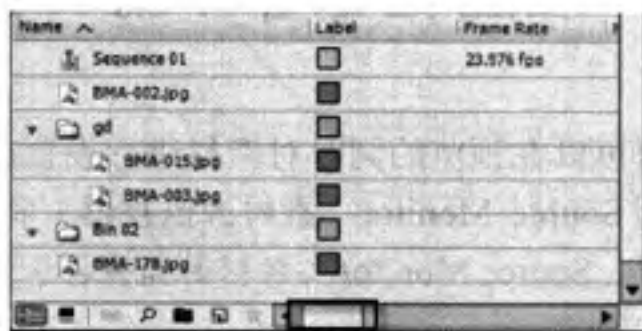 Name Label Frame Rate
Sequence 01 23.976 fps
BMA-002.jpg
gd
BMA-015.jpg
BMA-003.jpg
Bin 02
BMA-178.jpg